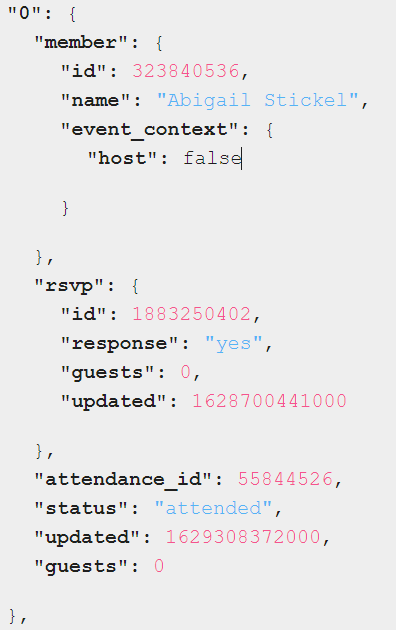 "0": {
"member": {
"id": 323840536,
"name": "Abigail Stickel",
"event_context": {
"host": false
}
},
"rsvp": {
"id": 1883250402,
"response": "yes",
"guests": 0,
"updated": 1628700441000
},
"attendance_id": 55844526,
"status": "attended",
"updated": 1629308372000,
"guests": 0
},